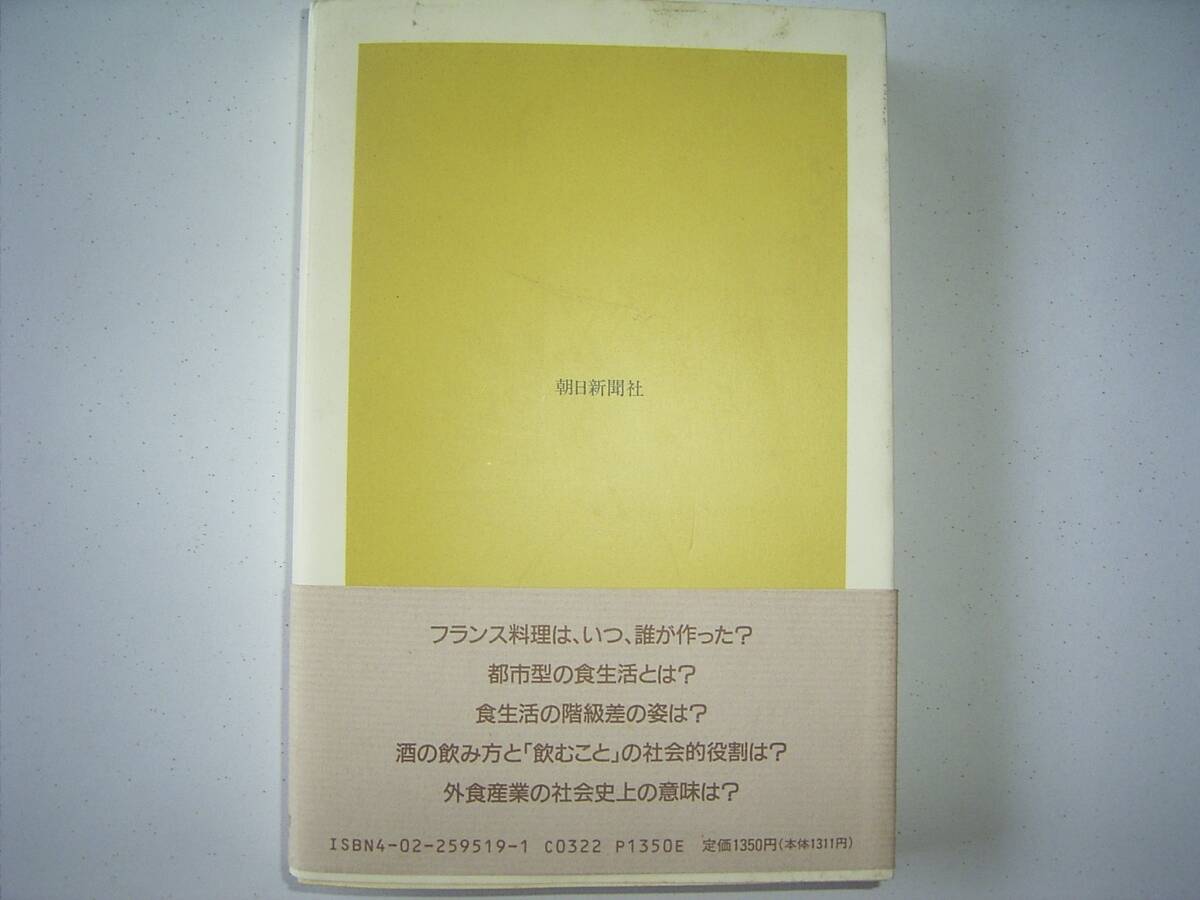 朝日新聞社
フランス料理は、いつ、誰が作った?
都市型の食生活とは?
食生活の階級差の姿は?
酒の飲み方と「飲むこと」の社会的役割は?
外食産業の社会史上の意味は?
ISBN4-02-259519-1 C0322 P1350E 定価1350円(本体1311円)